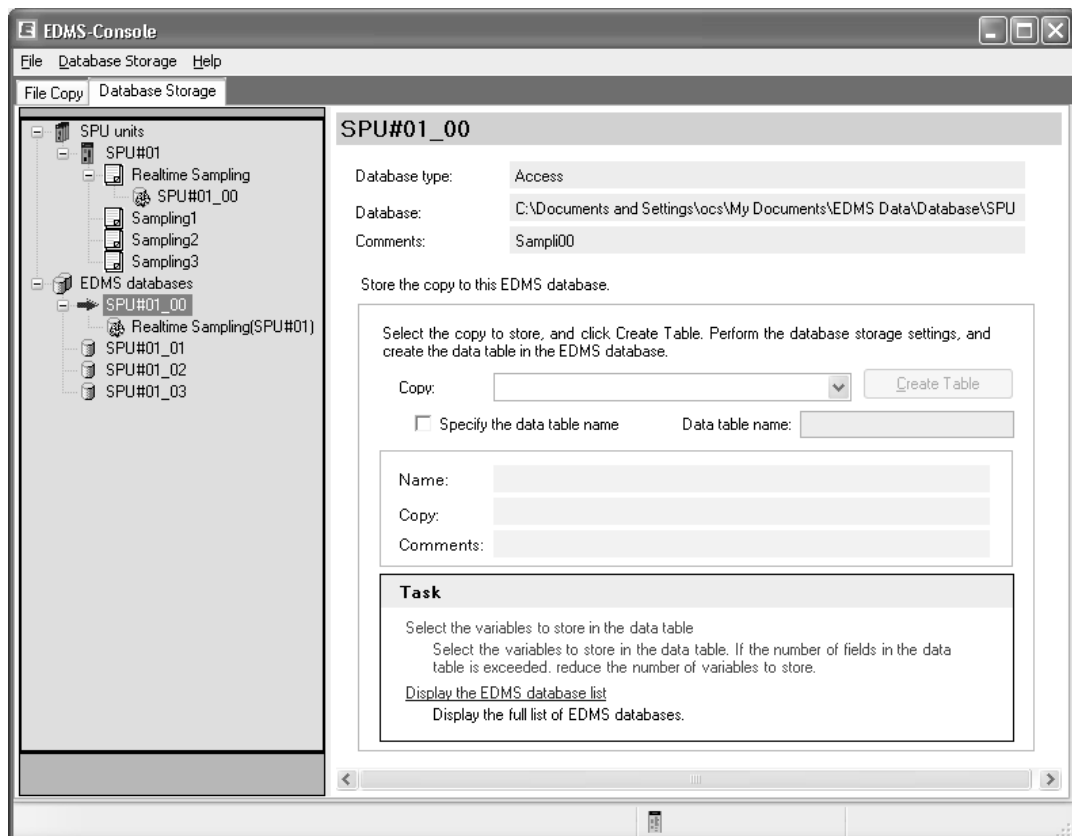 EDMS-Console
File Database Storage Help
File Copy Database Storage
SPU units
SPU#01
Realtime Sampling
SPU#01_00
Sampling1
Sampling2
Sampling3
EDMS databases
SPU#01_00
Realtime Sampling(SPU#01)
SPU#01_01
SPU#01_02
SPU#01_03
SPU#01_00
Database type: Access
Database: C:\Documents and Settings\ocs\My Documents\EDMS Data\Database\SPU
Comments: Sampli00
Store the copy to this EDMS database.
Select the copy to store, and click Create Table. Perform the database storage settings, and
create the data table in the EDMS database.
Copy: Create Table
Specify the data table name Data table name:
Name:
Copy:
Comments:
Task
Select the variables to store in the data table
Select the variables to store in the data table. If the number of fields in the data
table is exceeded. reduce the number of variables to store.
Display the EDMS database list
Display the full list of EDMS databases.